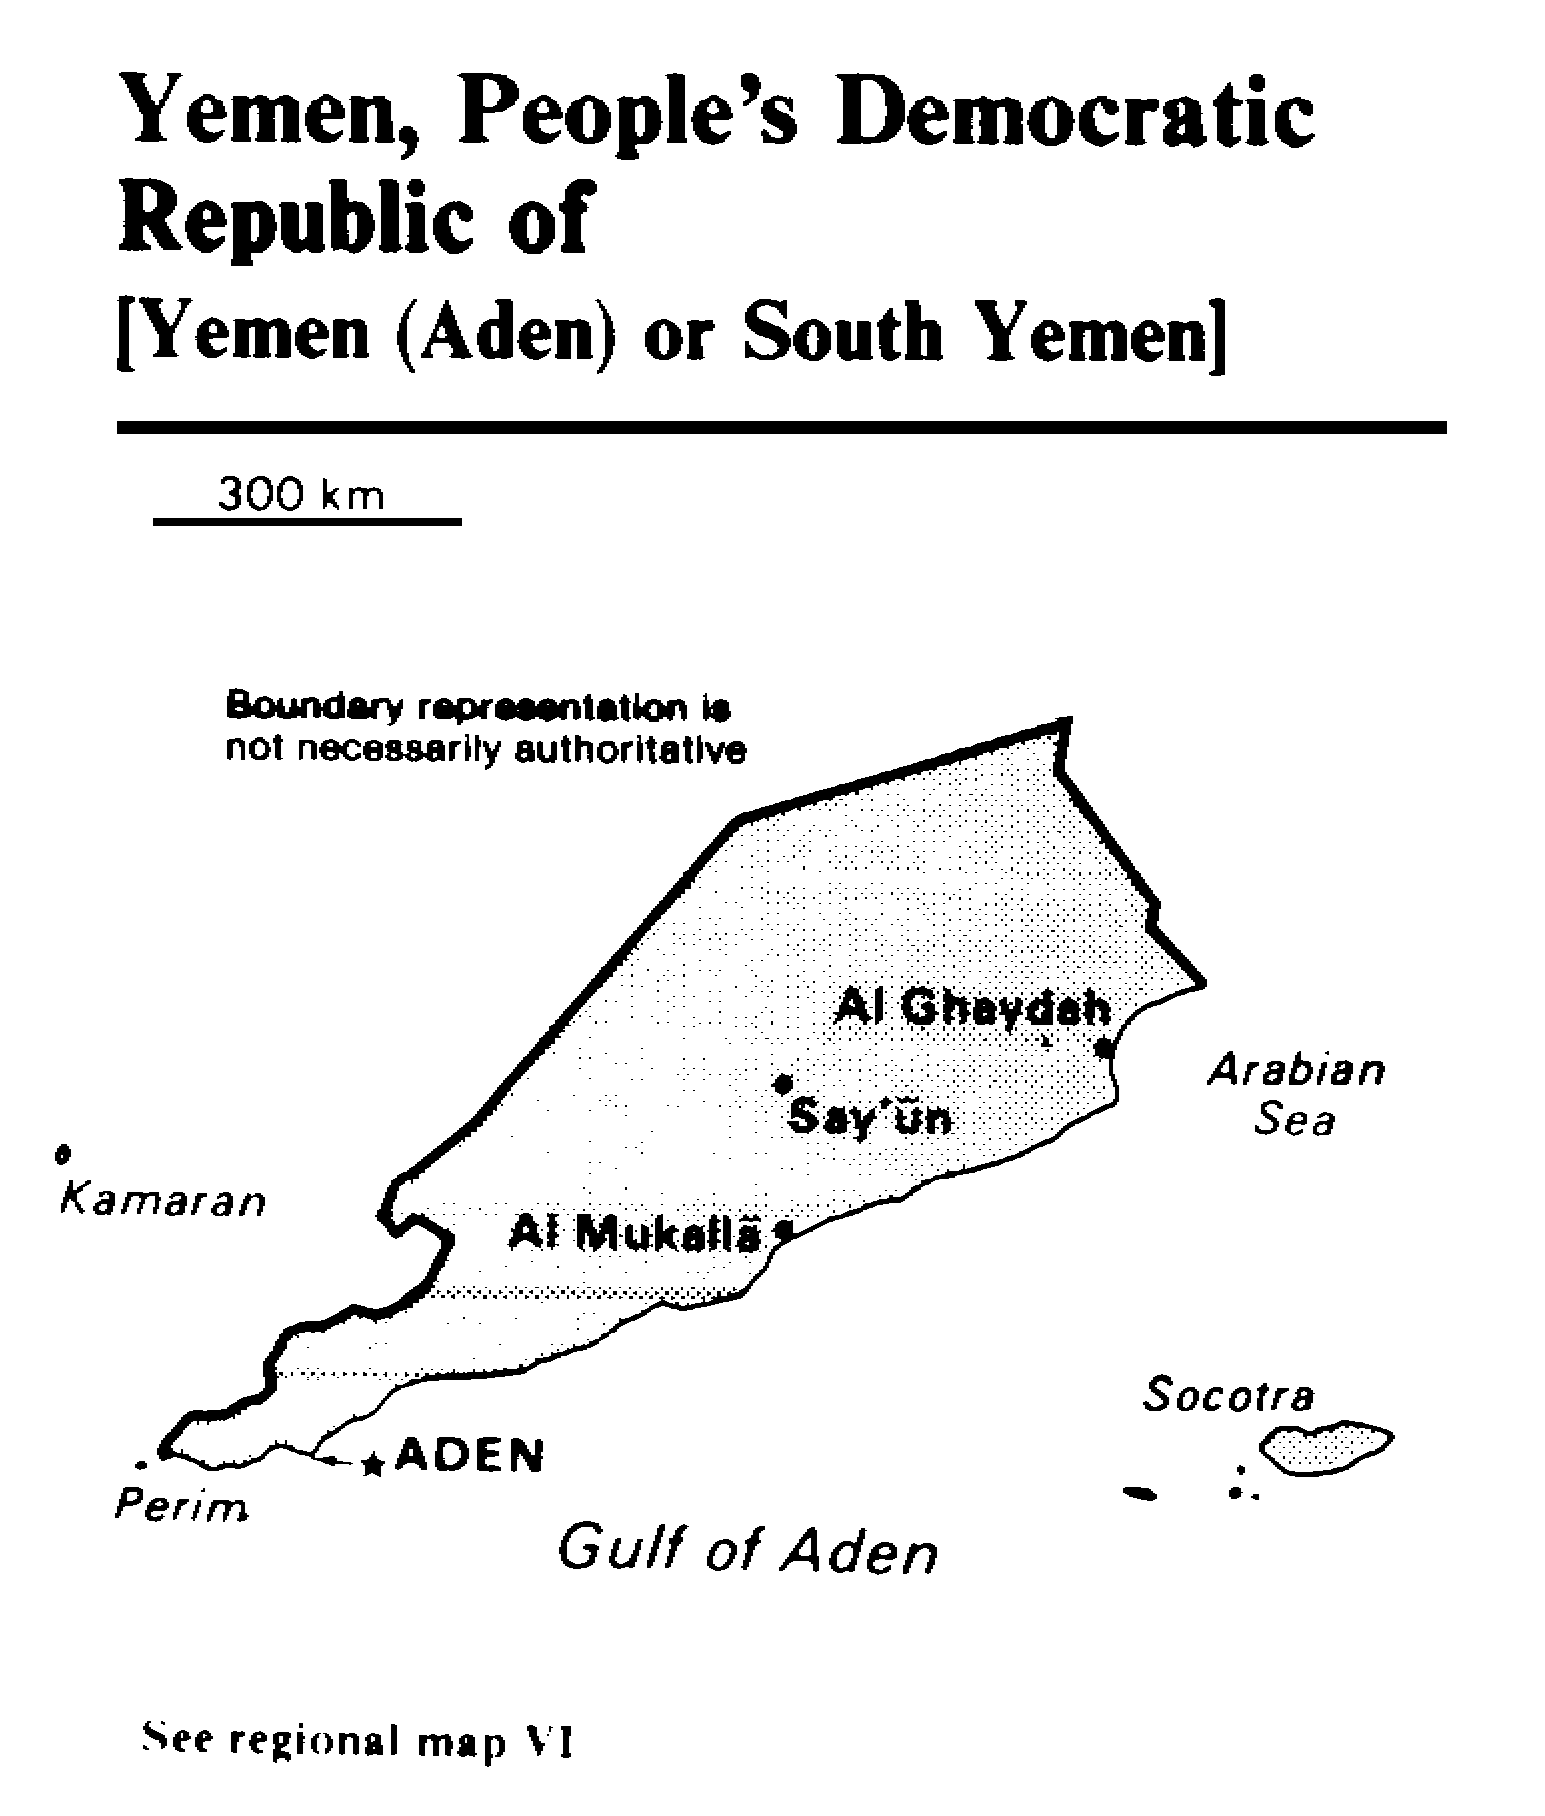 Yemen, People's Democratic
Republic of
[Yemen (Aden) or South Yemen]
300 km
Boundary representation is
not necessarily authoritative
Al Ghaydah
Arabian
Sea
Say'ūn
Kamaran
Al Mukallā
Socotra
ADEN
Perim
Gulf of Aden
See regional map VI